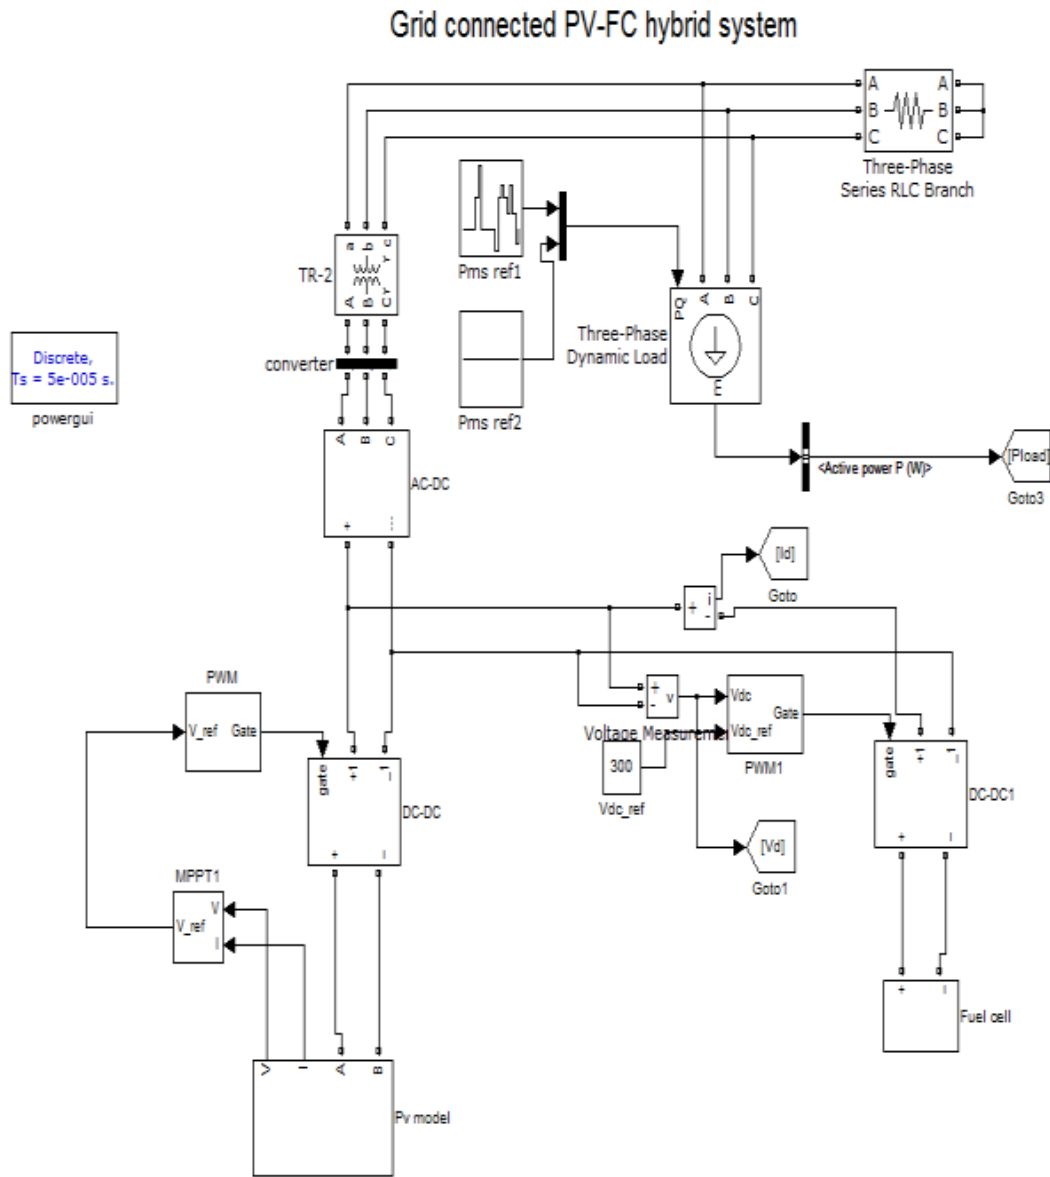 Grid connected PV-FC hybrid system
A
B
C
A
B
C
Three-Phase
Series RLC Branch
a
b
c
A
B
C
TR-2
Pms ref1
Pms ref2
PQ
A
B
C
E
Three-Phase
Dynamic Load
Discrete,
Ts = 5e-005 s.
powergui
converter
A
B
C
+
AC-DC
<Active power P (W)>
[Pload]
Goto3
[Id]
Goto
+
i
-
PWM
V_ref
Gate
+
-
v
Voltage Measuremer
Vdc
Vdc_ref
Gate
PWM1
300
Vdc_ref
gate
+1
_1
+
-
DC-DC
gate
+1
_1
+
-
DC-DC1
[Vd]
Goto1
MPPT1
V
V_ref
I
+
-
Fuel cell
V
I
A
B
Pv model